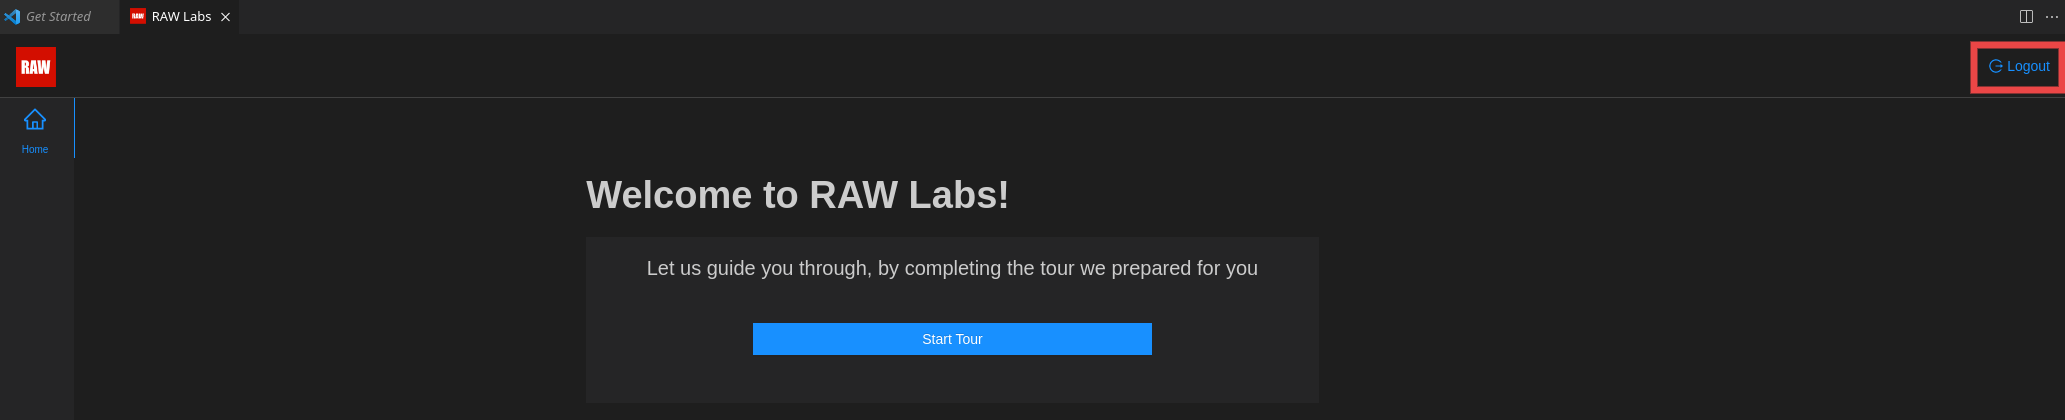 Get Started
RAW Labs
RAW
Logout
Home
Welcome to RAW Labs!
Let us guide you through, by completing the tour we prepared for you
Start Tour